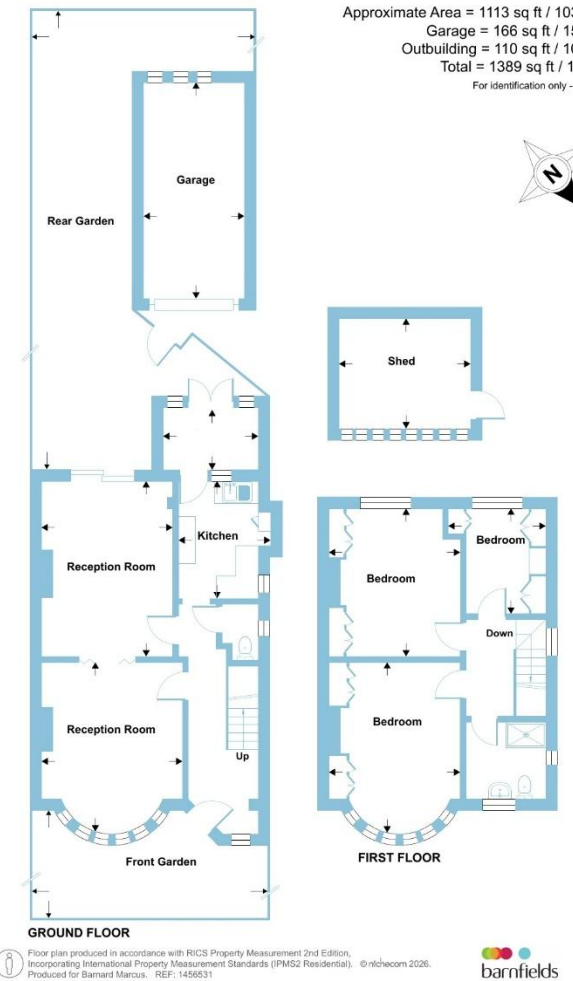 Approximate Area = 1113 sq ft / 103
Garage = 166 sq ft / 15
Outbuilding = 110 sq ft / 10
Total = 1389 sq ft / 1
For identification only -
N
Garage
Rear Garden
Shed
Kitchen
Reception Room
Bedroom
Bedroom
Down
Reception Room
Bedroom
Up
Front Garden
FIRST FLOOR
GROUND FLOOR
Floor plan produced in accordance with RICS Property Measurement 2nd Edition,
Incorporating International Property Measurement Standards (IPMS2 Residential). © nichecom 2026.
Produced for Barnard Marcus. REF: 1456531
barnfields